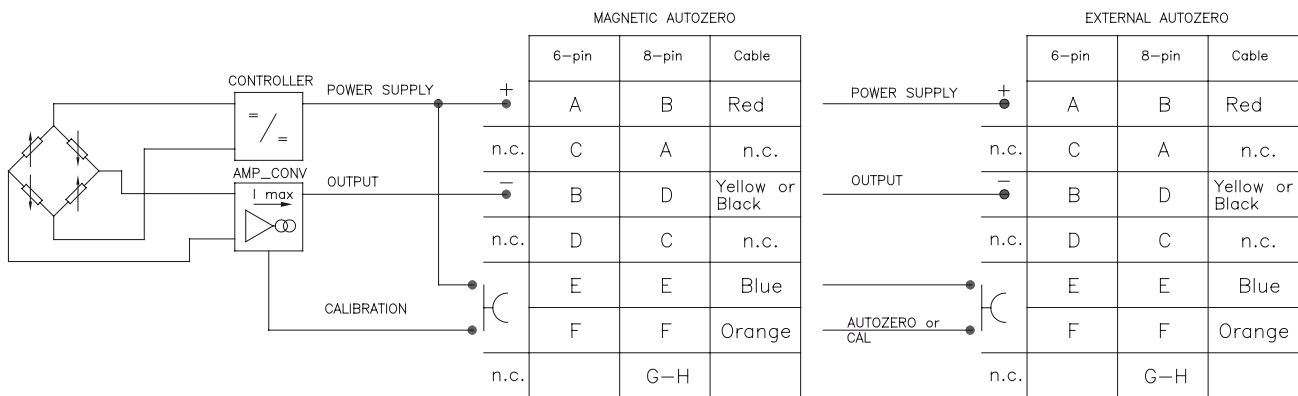 MAGNETIC AUTOZERO
6-pin 8-pin Cable
CONTROLLER
POWER SUPPLY + A B Red
= / =
n.c. C A n.c.
AMP_CONV
I max
OUTPUT − B D Yellow or
Black
n.c. D C n.c.
E E Blue
CALIBRATION F F Orange
n.c. G-H
EXTERNAL AUTOZERO
6-pin 8-pin Cable
POWER SUPPLY + A B Red
n.c. C A n.c.
OUTPUT − B D Yellow or
Black
n.c. D C n.c.
E E Blue
AUTOZERO or
CAL
F F Orange
n.c. G-H